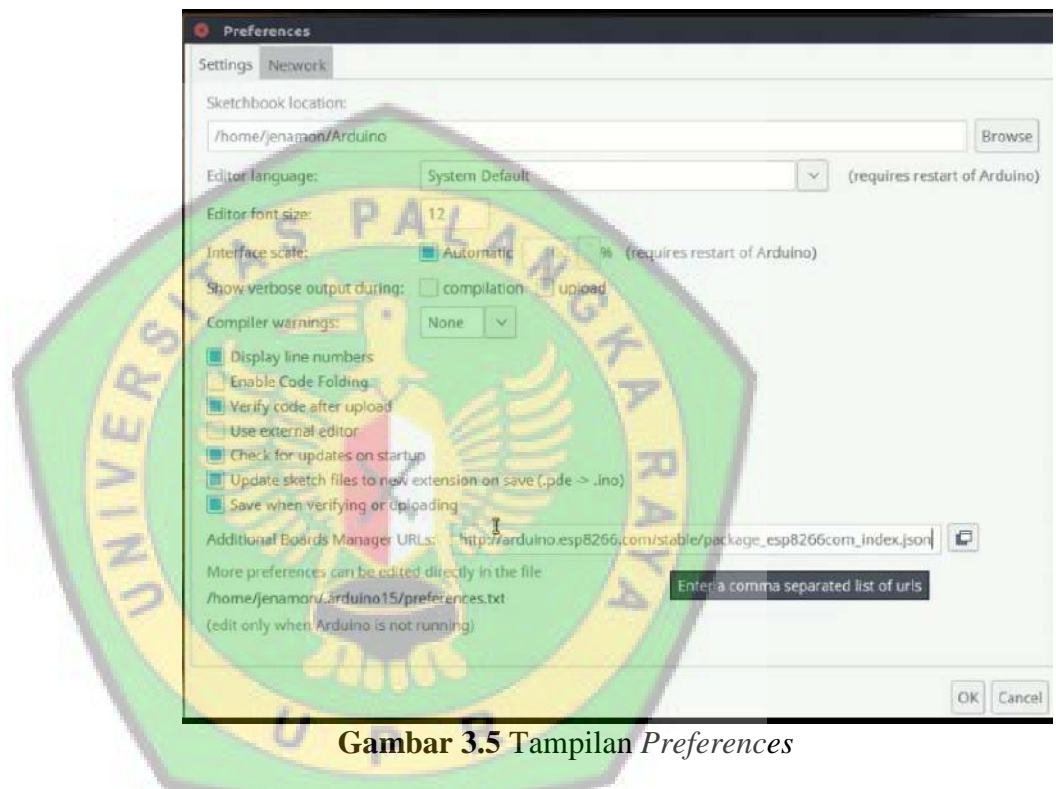 Preferences
Settings Network
Sketchbook location:
/home/jenamon/Arduino Browse
Editor language: System Default (requires restart of Arduino)
Editor font size: 12
Interface scale: Automatic % (requires restart of Arduino)
Show verbose output during: compilation upload
Compiler warnings: None
Display line numbers
Enable Code Folding
Verify code after upload
Use external editor
Check for updates on startup
Update sketch files to new extension on save (.pde -> .ino)
Save when verifying or uploading
Additional Boards Manager URLs: http://arduino.esp8266.com/stable/package_esp8266com_index.json
More preferences can be edited directly in the file
Enter a comma separated list of urls
/home/jenamon/.arduino15/preferences.txt
(edit only when Arduino is not running)
OK Cancel
UNIVERSITAS PALANGKA RAYA
U P R
Gambar 3.5 Tampilan Preferences